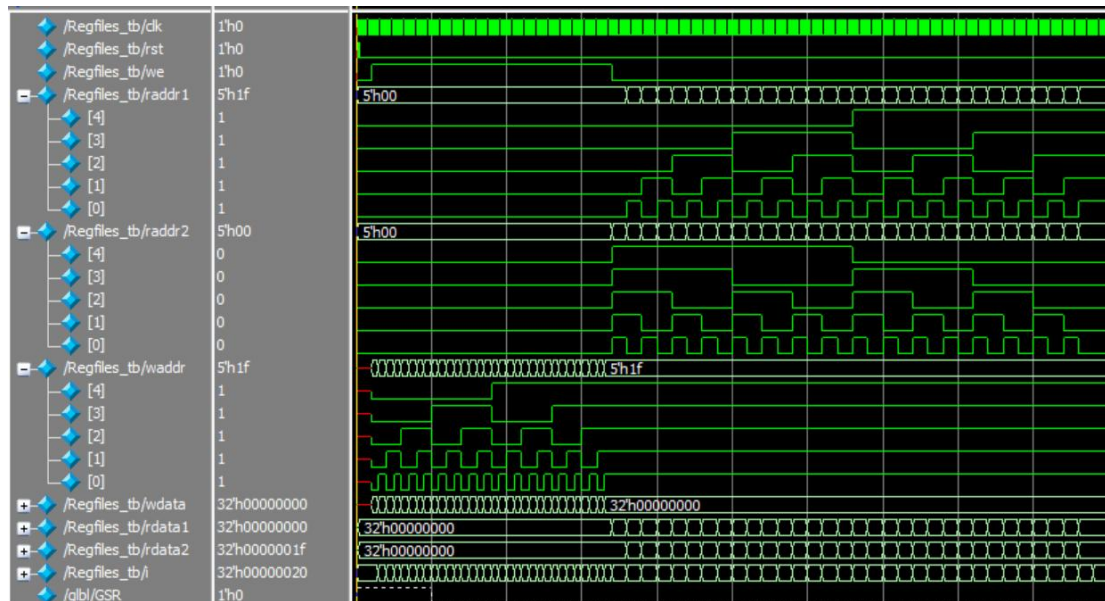 /Regfiles_tb/clk 1'h0
/Regfiles_tb/rst 1'h0
/Regfiles_tb/we 1'h0
/Regfiles_tb/raddr1 5'h1f 5'h00
[4] 1
[3] 1
[2] 1
[1] 1
[0] 1
/Regfiles_tb/raddr2 5'h00 5'h00
[4] 0
[3] 0
[2] 0
[1] 0
[0] 0
/Regfiles_tb/waddr 5'h1f 5'h1f
[4] 1
[3] 1
[2] 1
[1] 1
[0] 1
/Regfiles_tb/wdata 32'h00000000 32'h00000000
/Regfiles_tb/rdata1 32'h00000000 32'h00000000
/Regfiles_tb/rdata2 32'h0000001f 32'h00000000
/Regfiles_tb/i 32'h00000020
/glbl/GSR 1'h0